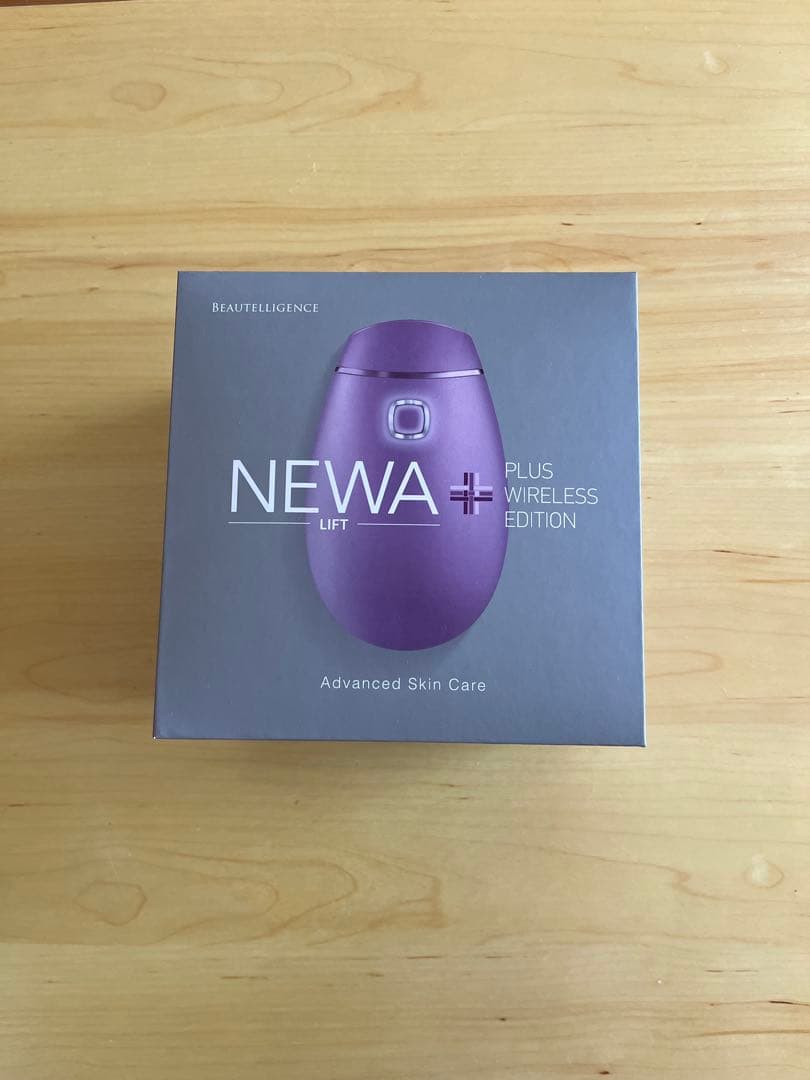 BEAUTELLIGENCE
NEWA
LIFT
PLUS
WIRELESS
EDITION
Advanced Skin Care